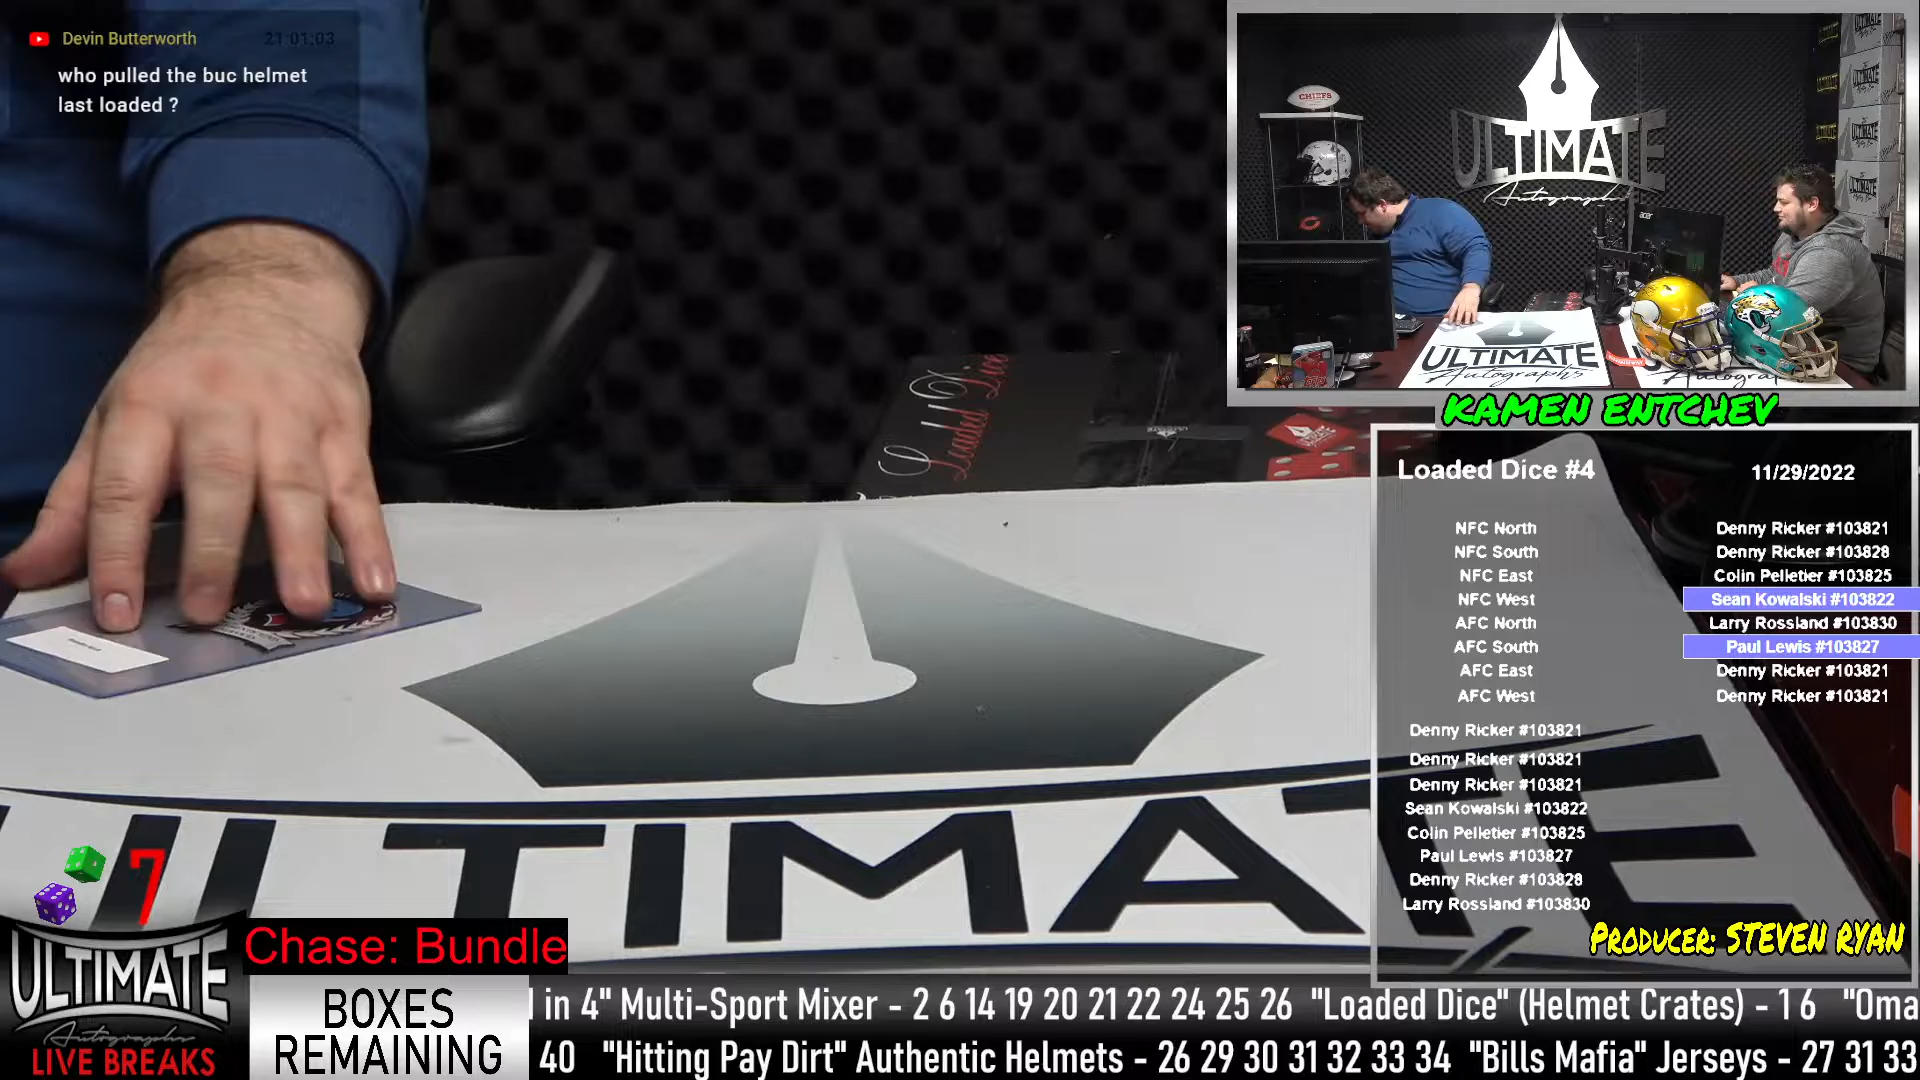 Devin Butterworth 21:01:03
who pulled the buc helmet
last loaded ?
CHIEFS
ULTIMATE
Autographs
acer
ULTIMATE
Autographs
KAMEN ENTCHEV
Loaded Dice
Loaded Dice #4 11/29/2022
NFC North Denny Ricker #103821
NFC South Denny Ricker #103828
NFC East Colin Pelletier #103825
NFC West Sean Kowalski #103822
AFC North Larry Rossland #103830
AFC South Paul Lewis #103827
AFC East Denny Ricker #103821
AFC West Denny Ricker #103821
Denny Ricker #103821
Denny Ricker #103821
Denny Ricker #103821
Sean Kowalski #103822
Colin Pelletier #103825
Paul Lewis #103827
Denny Ricker #103828
Larry Rossland #103830
PRODUCER: STEVEN RYAN
ULTIMATE
7
ULTIMATE
Autographs
LIVE BREAKS
Chase: Bundle
BOXES
REMAINING
in 4" Multi-Sport Mixer - 2 6 14 19 20 21 22 24 25 26 "Loaded Dice" (Helmet Crates) - 1 6 "Oma
40 "Hitting Pay Dirt" Authentic Helmets - 26 29 30 31 32 33 34 "Bills Mafia" Jerseys - 27 31 33